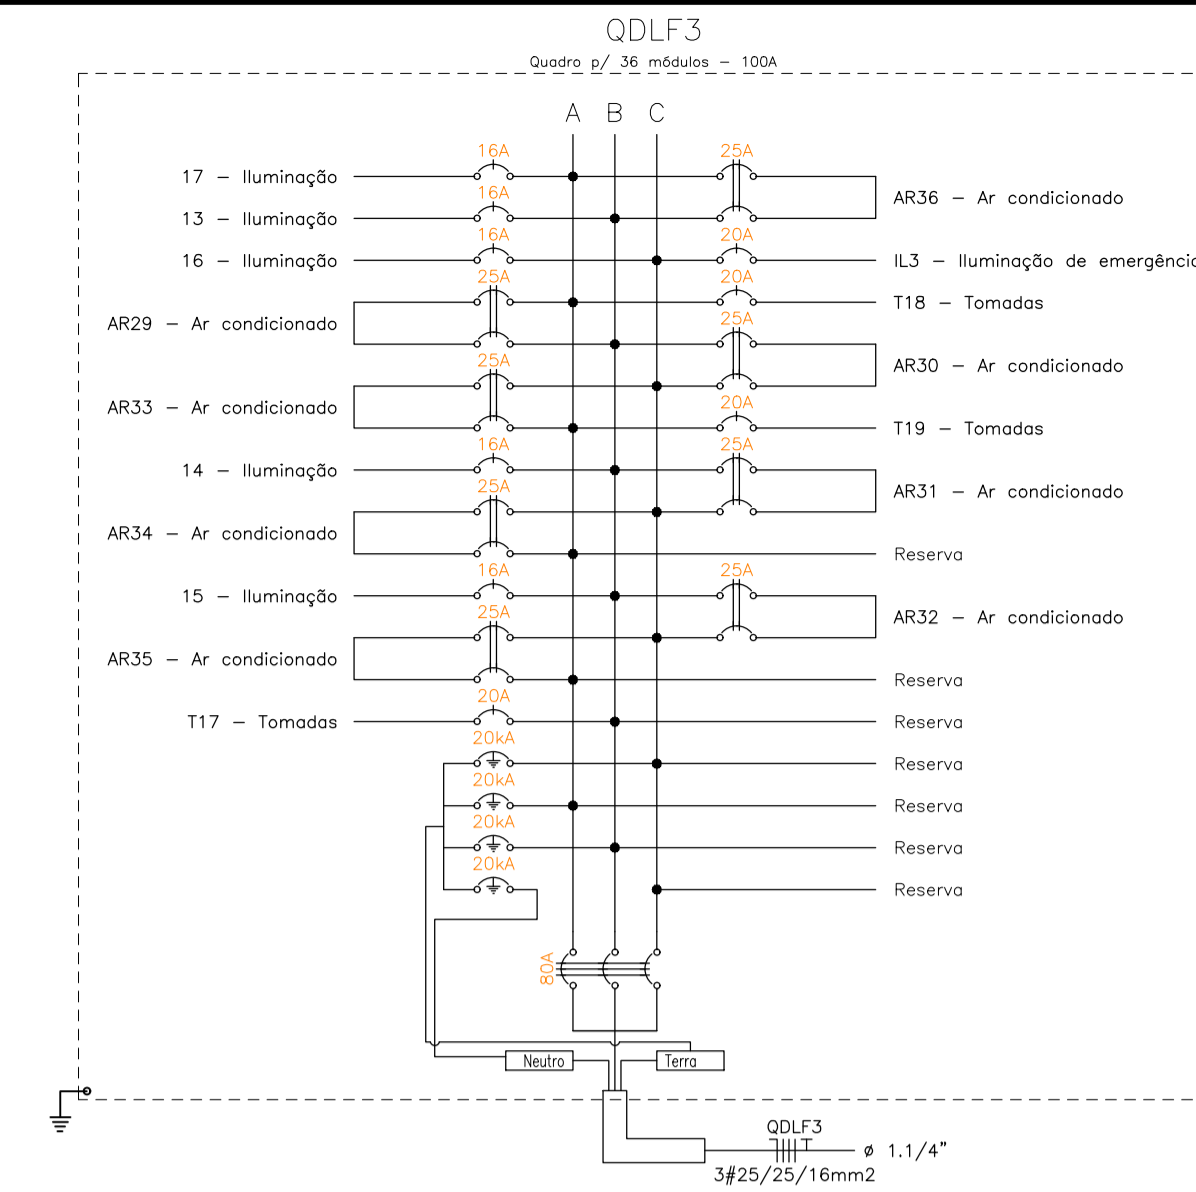 QDLF3
Quadro p/ 36 módulos – 100A
A B C
16A 25A
17 – Iluminação
16A
AR36 – Ar condicionado
13 – Iluminação
16A 20A
16 – Iluminação IL3 – Iluminação de emergênci
25A 20A
T18 – Tomadas
AR29 – Ar condicionado 25A
25A AR30 – Ar condicionado
AR33 – Ar condicionado 20A
T19 – Tomadas
16A 25A
14 – Iluminação
25A AR31 – Ar condicionado
AR34 – Ar condicionado
Reserva
16A 25A
15 – Iluminação
25A AR32 – Ar condicionado
AR35 – Ar condicionado
Reserva
20A
T17 – Tomadas Reserva
20kA
Reserva
20kA
Reserva
20kA
Reserva
20kA
Reserva
80A
Neutro Terra
QDLF3
ø 1.1/4"
3#25/25/16mm2